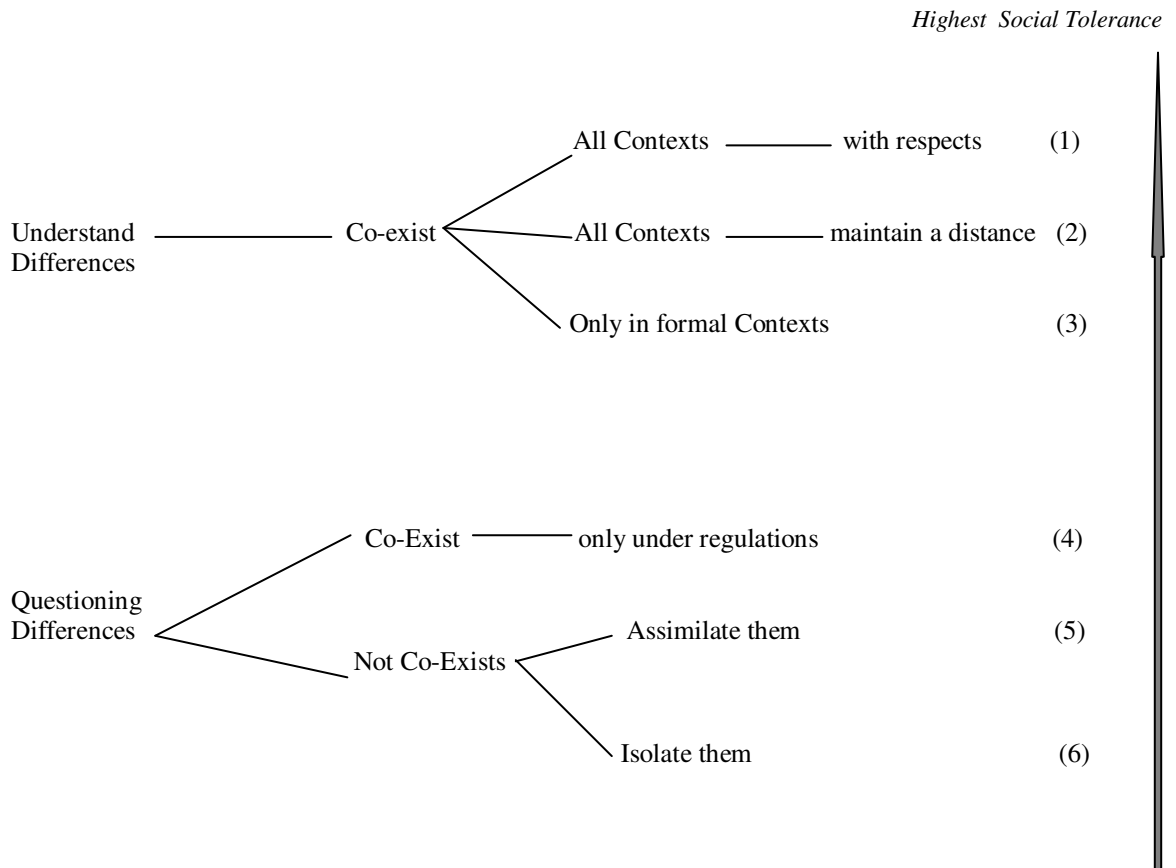 Highest Social Tolerance
All Contexts with respects (1)
Understand
Differences
Co-exist
All Contexts maintain a distance (2)
Only in formal Contexts (3)
Co-Exist only under regulations (4)
Questioning
Differences
Assimilate them (5)
Not Co-Exists
Isolate them (6)